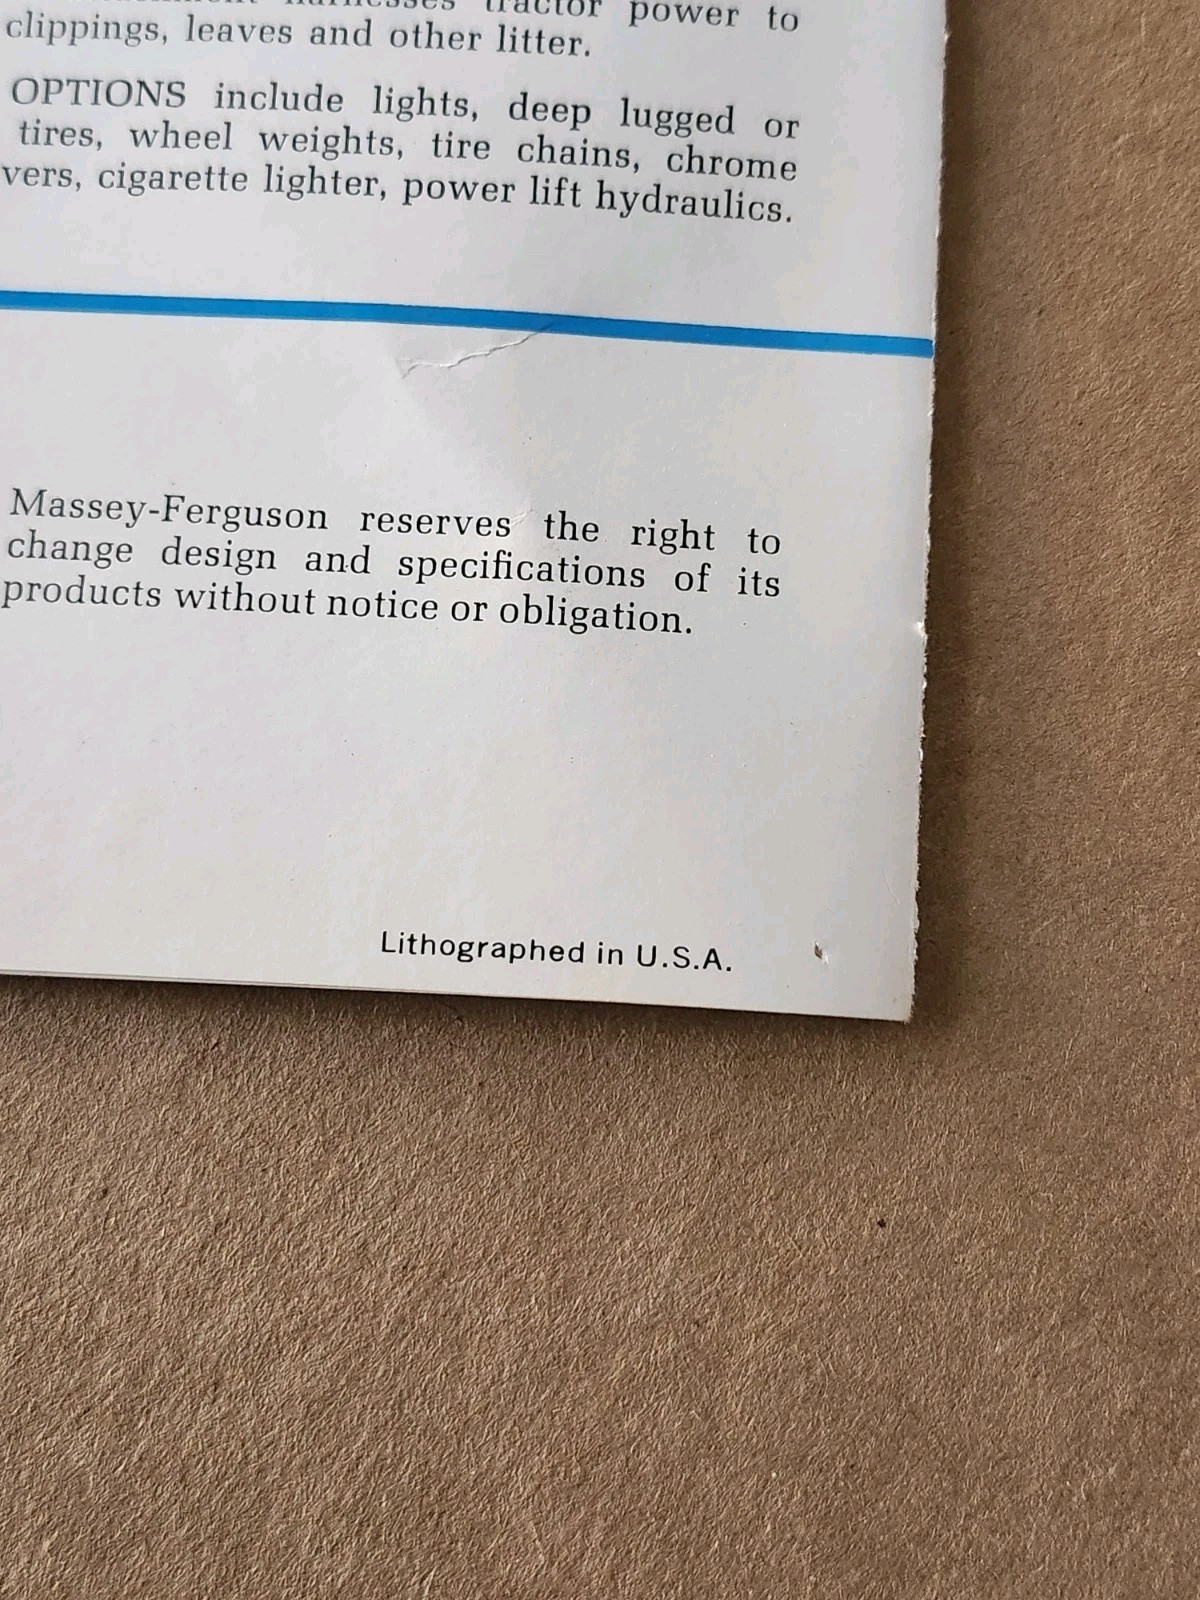 harnesses tractor power to
clippings, leaves and other litter.
OPTIONS include lights, deep lugged or
tires, wheel weights, tire chains, chrome
vers, cigarette lighter, power lift hydraulics.
Massey-Ferguson reserves the right to
change design and specifications of its
products without notice or obligation.
Lithographed in U.S.A.